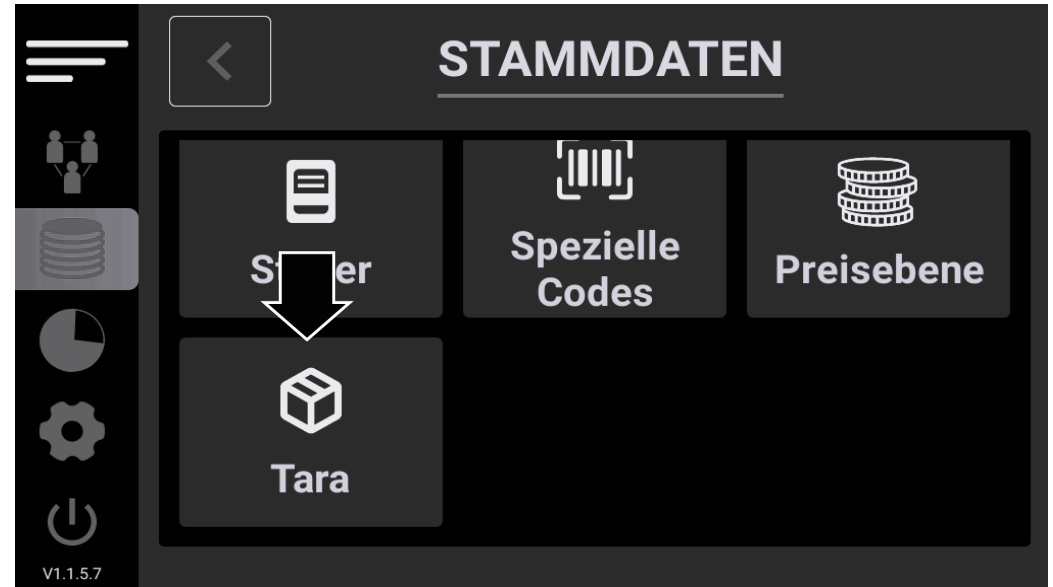 STAMMDATEN
Spezielle
Codes
Preisebene
Tara
V1.1.5.7